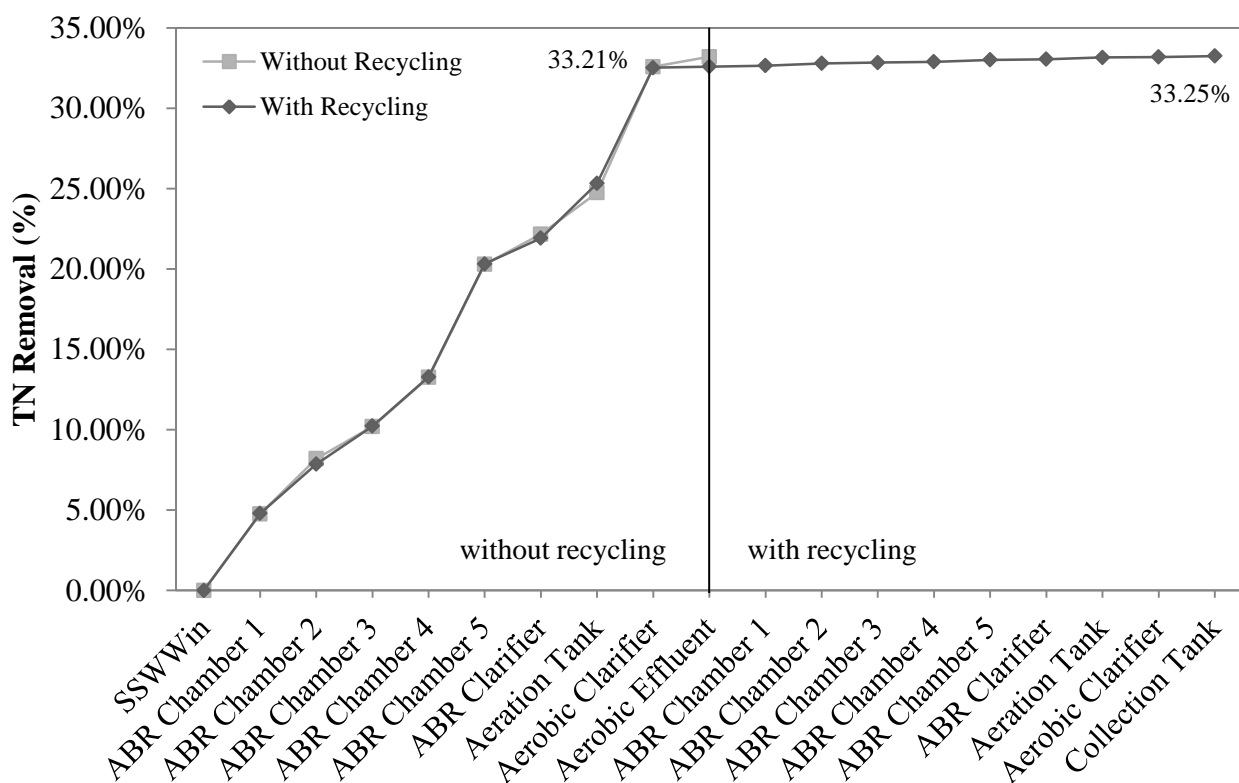 35.00%
30.00%
25.00%
20.00%
15.00%
10.00%
5.00%
0.00%
TN Removal (%)
Without Recycling
With Recycling
33.21%
33.25%
without recycling
with recycling
SSWWin
ABR Chamber 1
ABR Chamber 2
ABR Chamber 3
ABR Chamber 4
ABR Chamber 5
ABR Clarifier
Aeration Tank
Aerobic Clarifier
Aerobic Effluent
ABR Chamber 1
ABR Chamber 2
ABR Chamber 3
ABR Chamber 4
ABR Chamber 5
ABR Clarifier
Aeration Tank
Aerobic Clarifier
Collection Tank